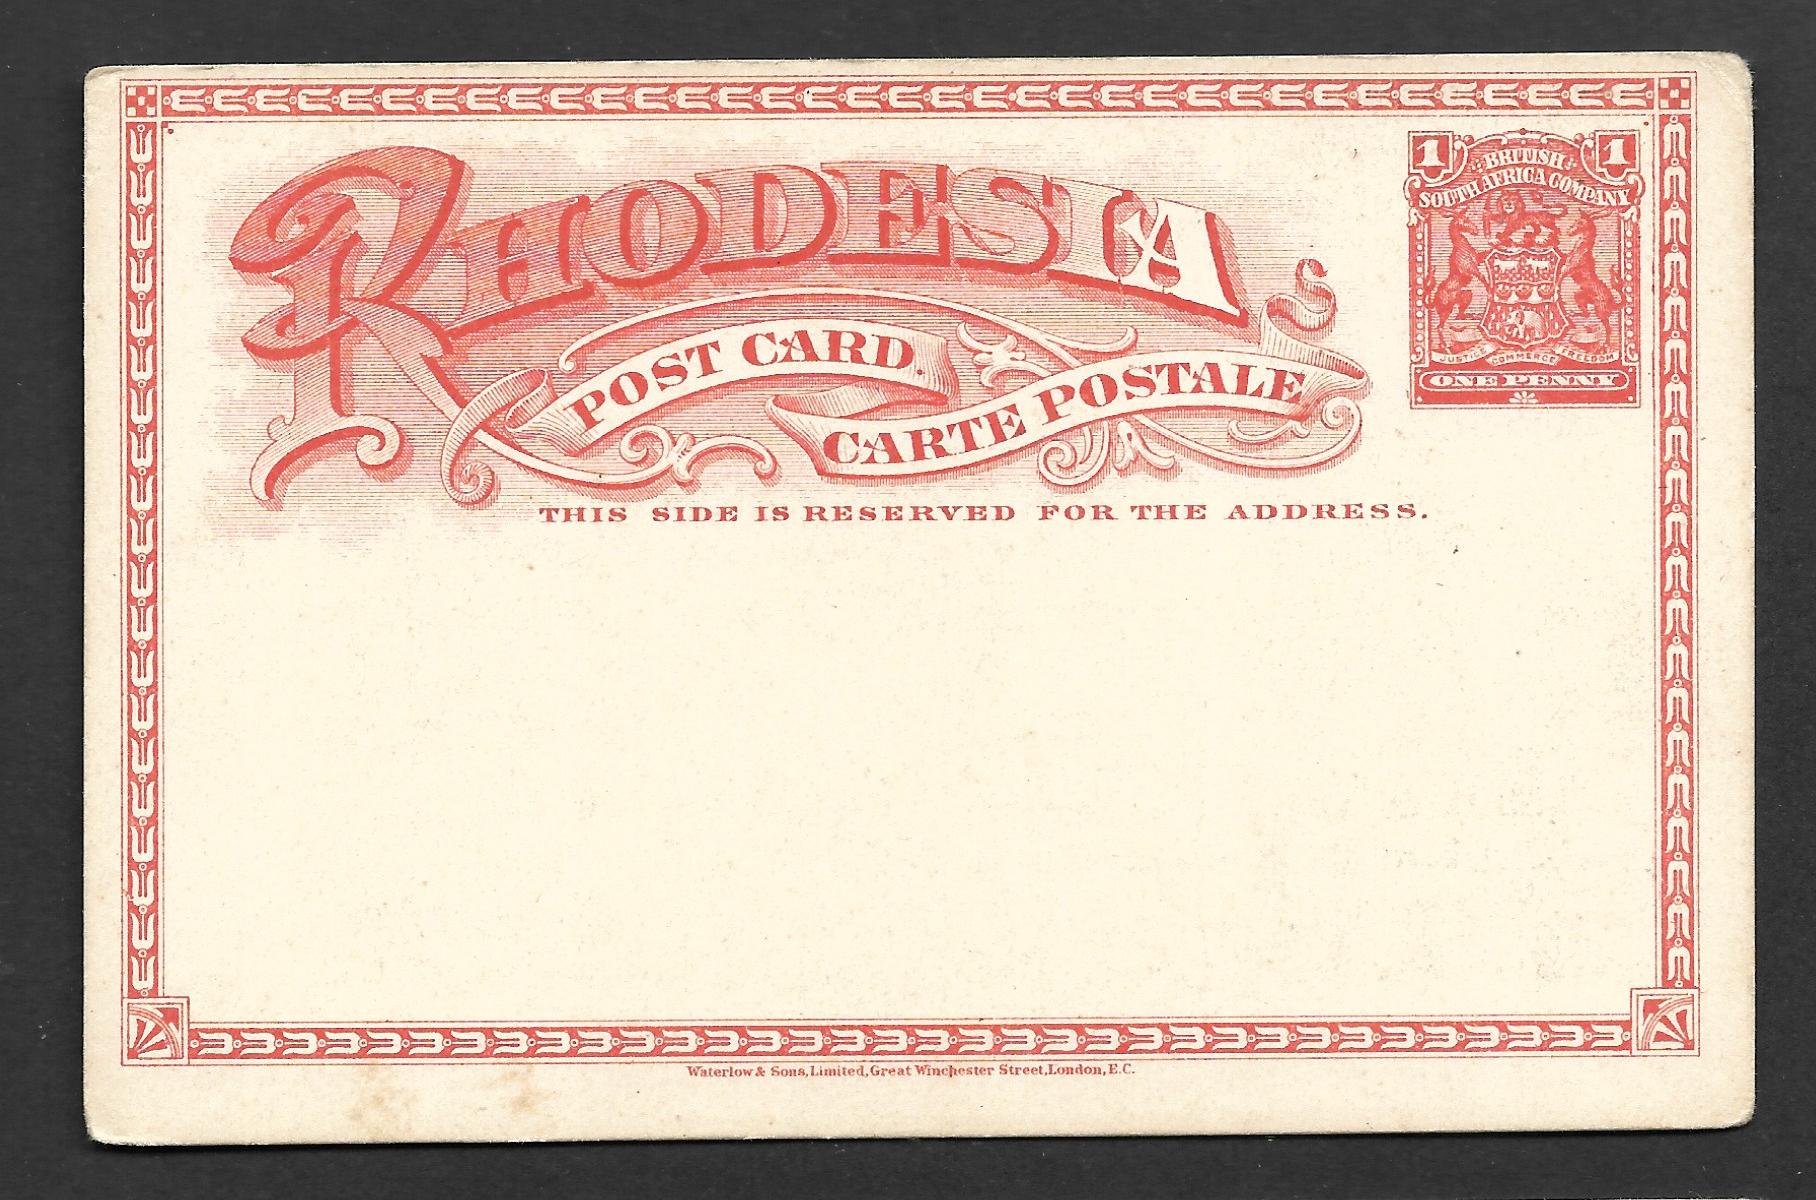 RHODESIA
POST CARD.
CARTE POSTALE
THIS SIDE IS RESERVED FOR THE ADDRESS.
1 1
BRITISH
SOUTH AFRICA COMPANY
JUSTICE COMMERCE FREEDOM
ONE PENNY
Waterlow & Sons, Limited, Great Winchester Street, London, E.C.